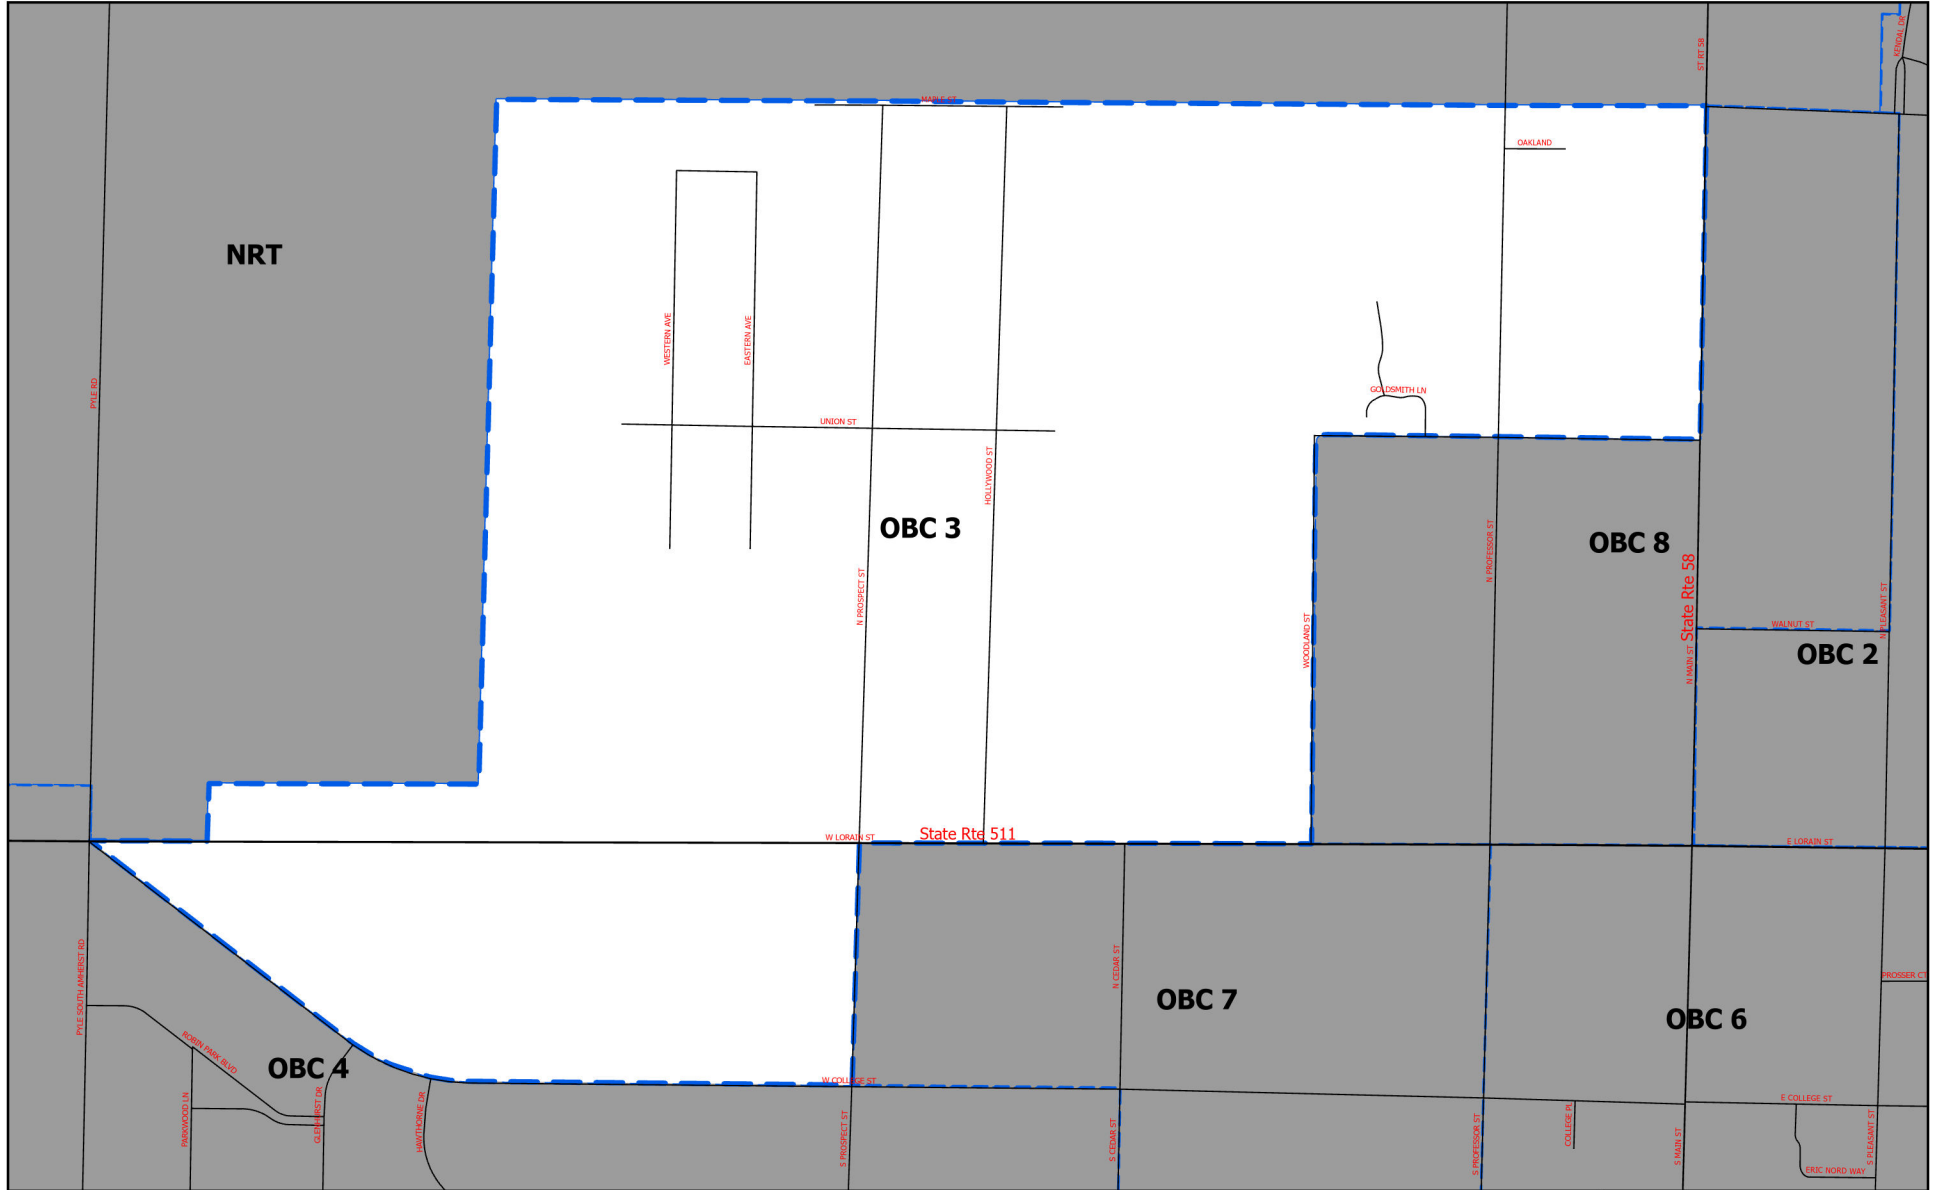 KENDAL DR
ST RT 58
MAPLE ST
OAKLAND
NRT
WESTERN AVE
EASTERN AVE
PYLE RD
GOLDSMITH LN
UNION ST
HOLLYWOOD ST
OBC 3
N PROFESSOR ST
OBC 8
State Rte 58
N PROSPECT ST
N PLEASANT ST
WALNUT ST
WOODLAND ST
N MAIN ST
OBC 2
W LORAIN ST
State Rte 511
E LORAIN ST
PYLE SOUTH AMHERST RD
N CEDAR ST
PROSSER CT
OBC 7
OBC 6
ROBIN PARK BLVD
OBC 4
W COLLEGE ST
E COLLEGE ST
PARKWOOD LN
GLENHURST DR
HAWTHORNE DR
S PROSPECT ST
S CEDAR ST
S PROFESSOR ST
COLLEGE PL
S MAIN ST
S PLEASANT ST
ERIC NORD WAY